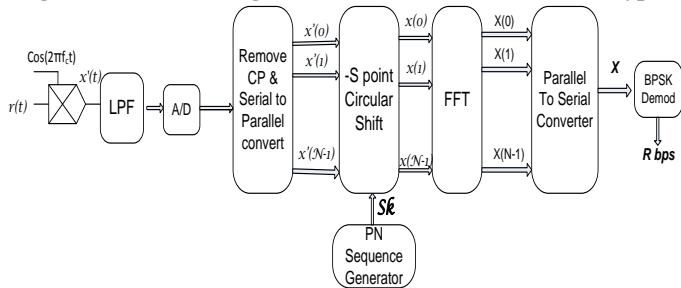 Cos(2πf_ct)
r(t)
x'(t)
LPF
A/D
Remove
CP &
Serial to
Parallel
convert
x'(0)
x'(1)
x'(N-1)
-S point
Circular
Shift
x(0)
x(1)
x(N-1)
FFT
X(0)
X(1)
X(N-1)
Parallel
To Serial
Converter
X
BPSK
Demod
R bps
Sk
PN
Sequence
Generator